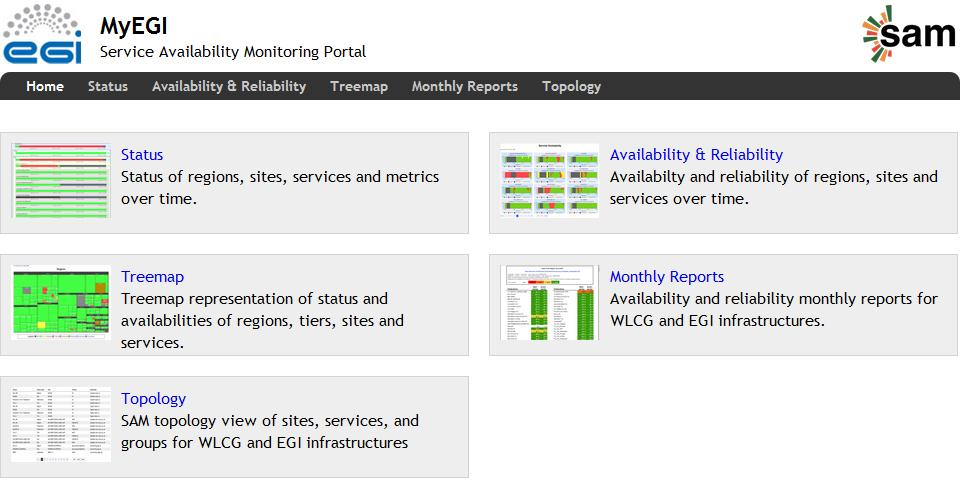 egi
MyEGI
Service Availability Monitoring Portal
sam
Home Status Availability & Reliability Treemap Monthly Reports Topology
Status
Status of regions, sites, services and metrics
over time.
Availability & Reliability
Availabilty and reliability of regions, sites and
services over time.
Treemap
Treemap representation of status and
availabilities of regions, tiers, sites and
services.
Monthly Reports
Availability and reliability monthly reports for
WLCG and EGI infrastructures.
Topology
SAM topology view of sites, services, and
groups for WLCG and EGI infrastructures